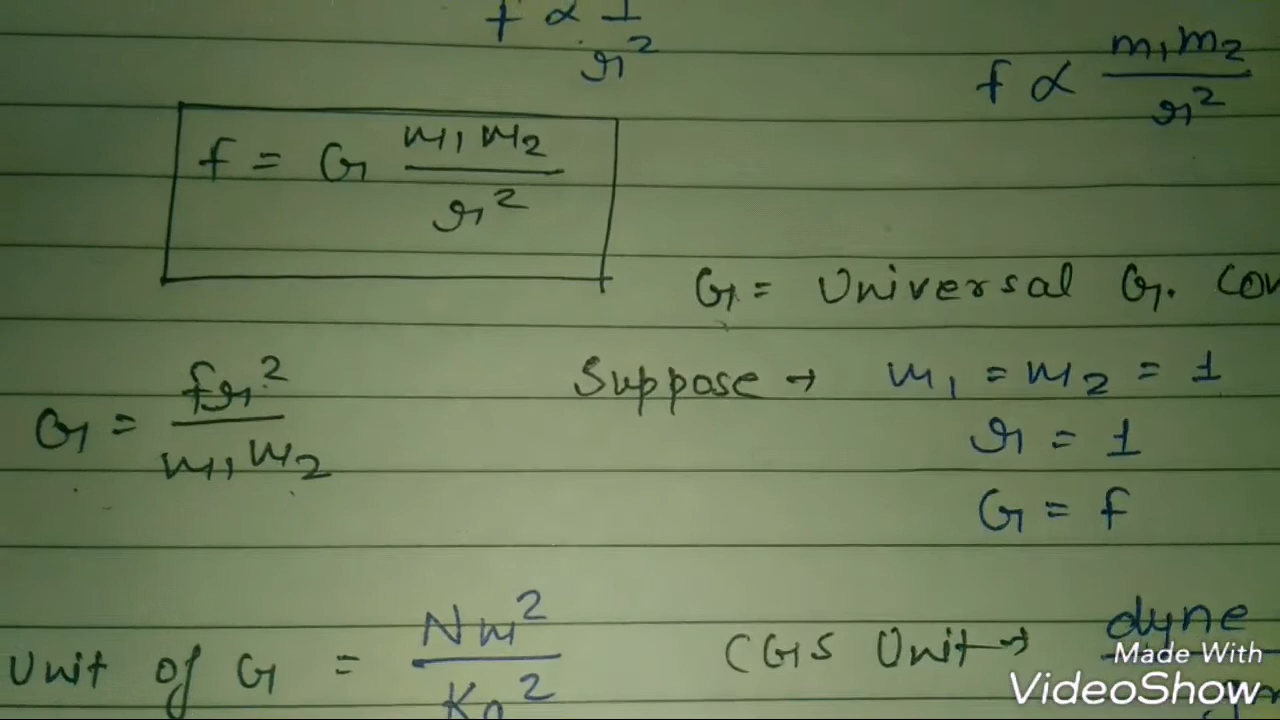 f ∝ 1/r²
f ∝ m₁m₂/r²
f = G m₁m₂/r²
G = Universal G.
Suppose → m₁ = m₂ = 1
G = fr²/m₁m₂
r = 1
G = f
Unit of G = Nm²/Kg²
CGS Unit → dyne
Made With
VideoShow